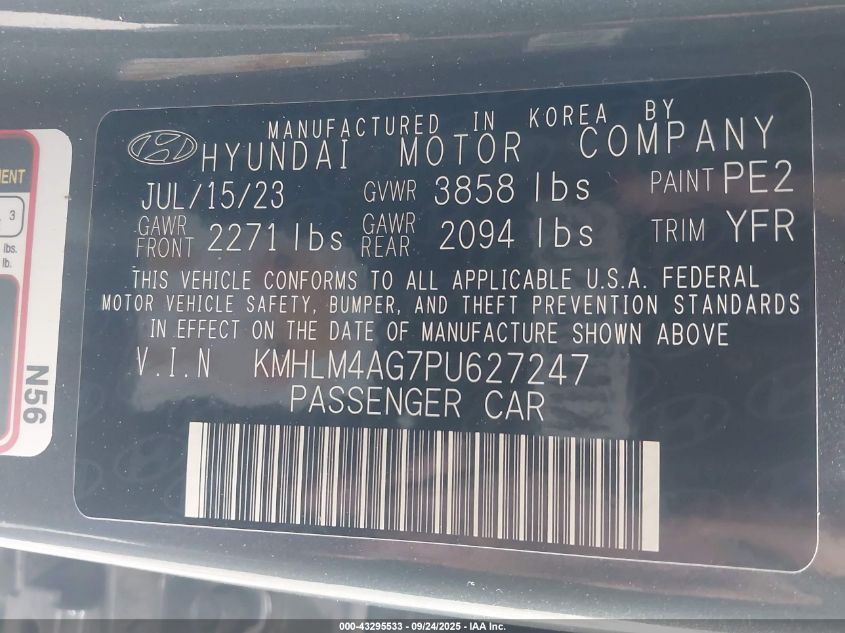 MANUFACTURED IN KOREA BY
HYUNDAI MOTOR COMPANY
JUL/15/23 GVWR 3858 lbs PAINT PE2
GAWR FRONT 2271 lbs GAWR REAR 2094 lbs TRIM YFR
THIS VEHICLE CONFORMS TO ALL APPLICABLE U.S.A. FEDERAL
MOTOR VEHICLE SAFETY, BUMPER, AND THEFT PREVENTION STANDARDS
IN EFFECT ON THE DATE OF MANUFACTURE SHOWN ABOVE
V.I.N KMHLM4AG7PU627247
PASSENGER CAR
3
lbs.
lb.
N56
000-43295533 - 09/24/2025 - IAA Inc.